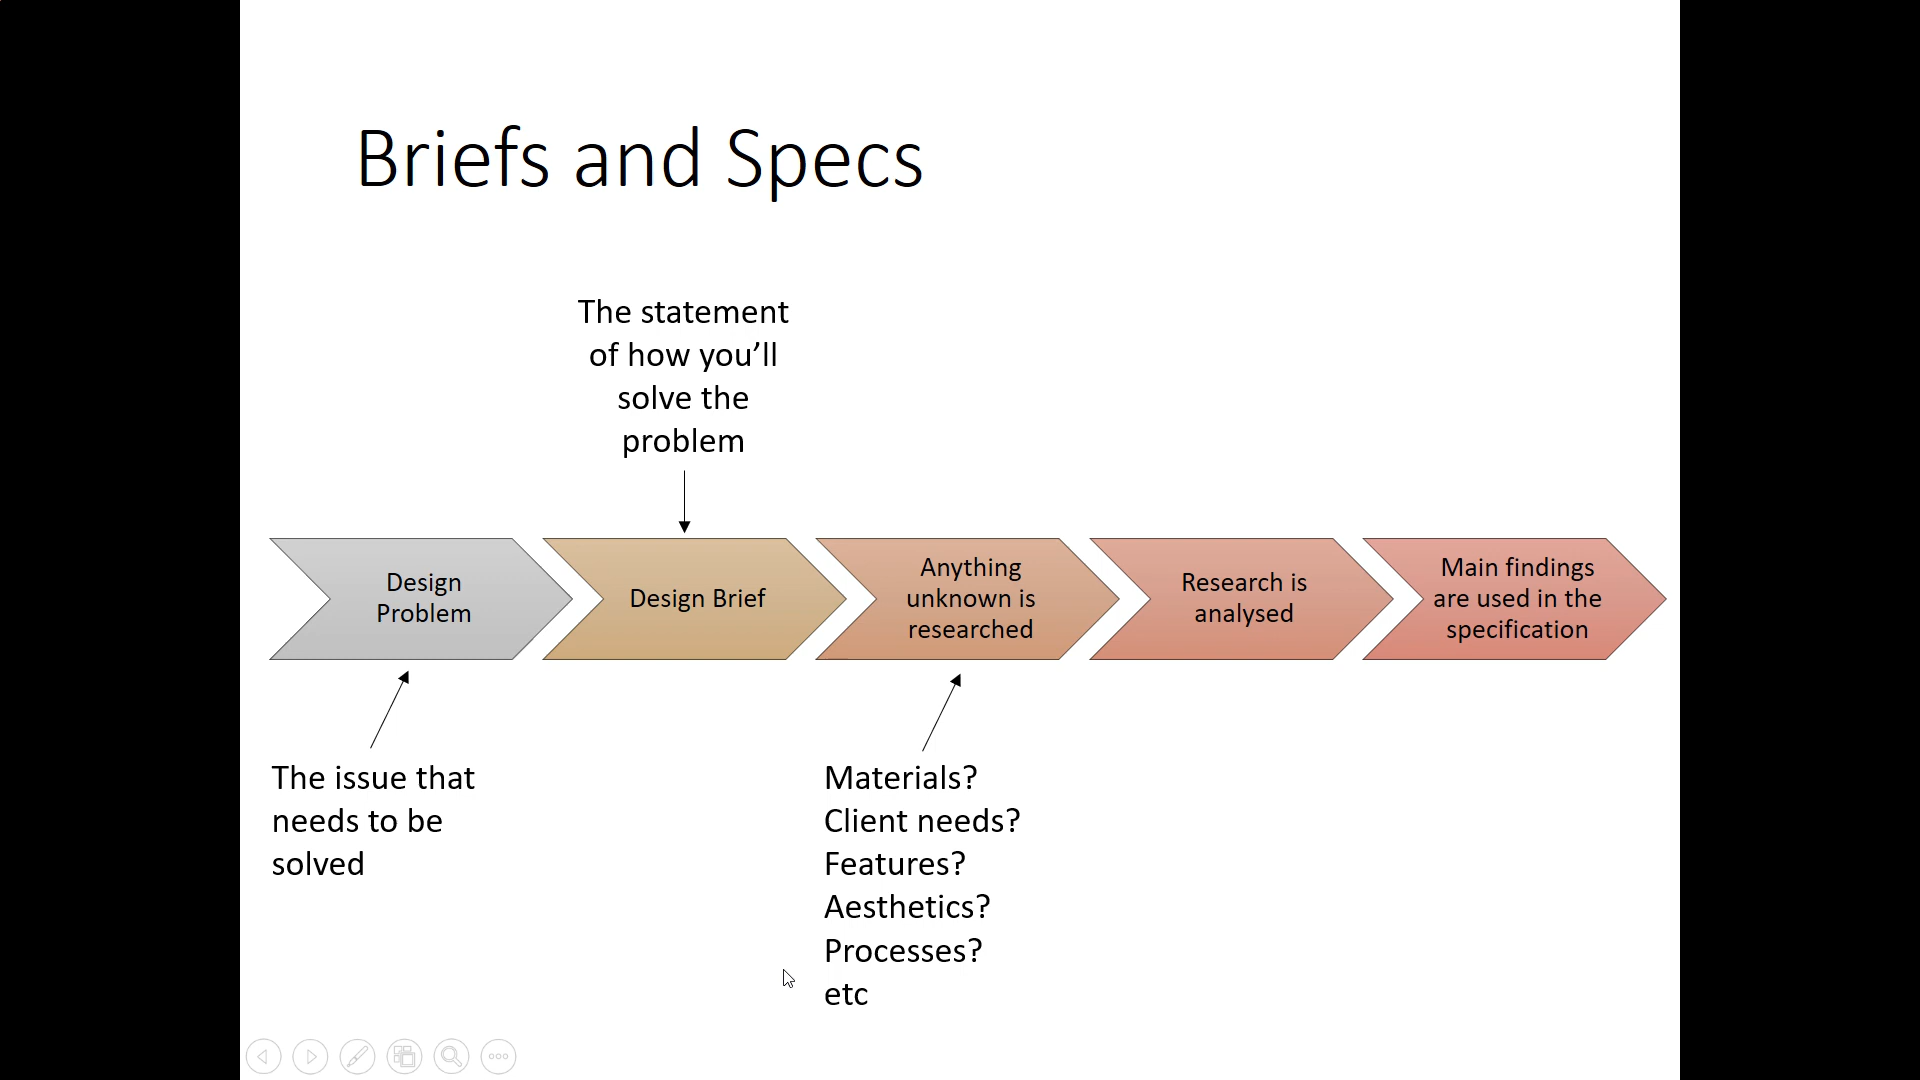 Briefs and Specs
The statement
of how you’ll
solve the
problem
Design
Problem
Design Brief
Anything
unknown is
researched
Research is
analysed
Main findings
are used in the
specification
The issue that
needs to be
solved
Materials?
Client needs?
Features?
Aesthetics?
Processes?
etc